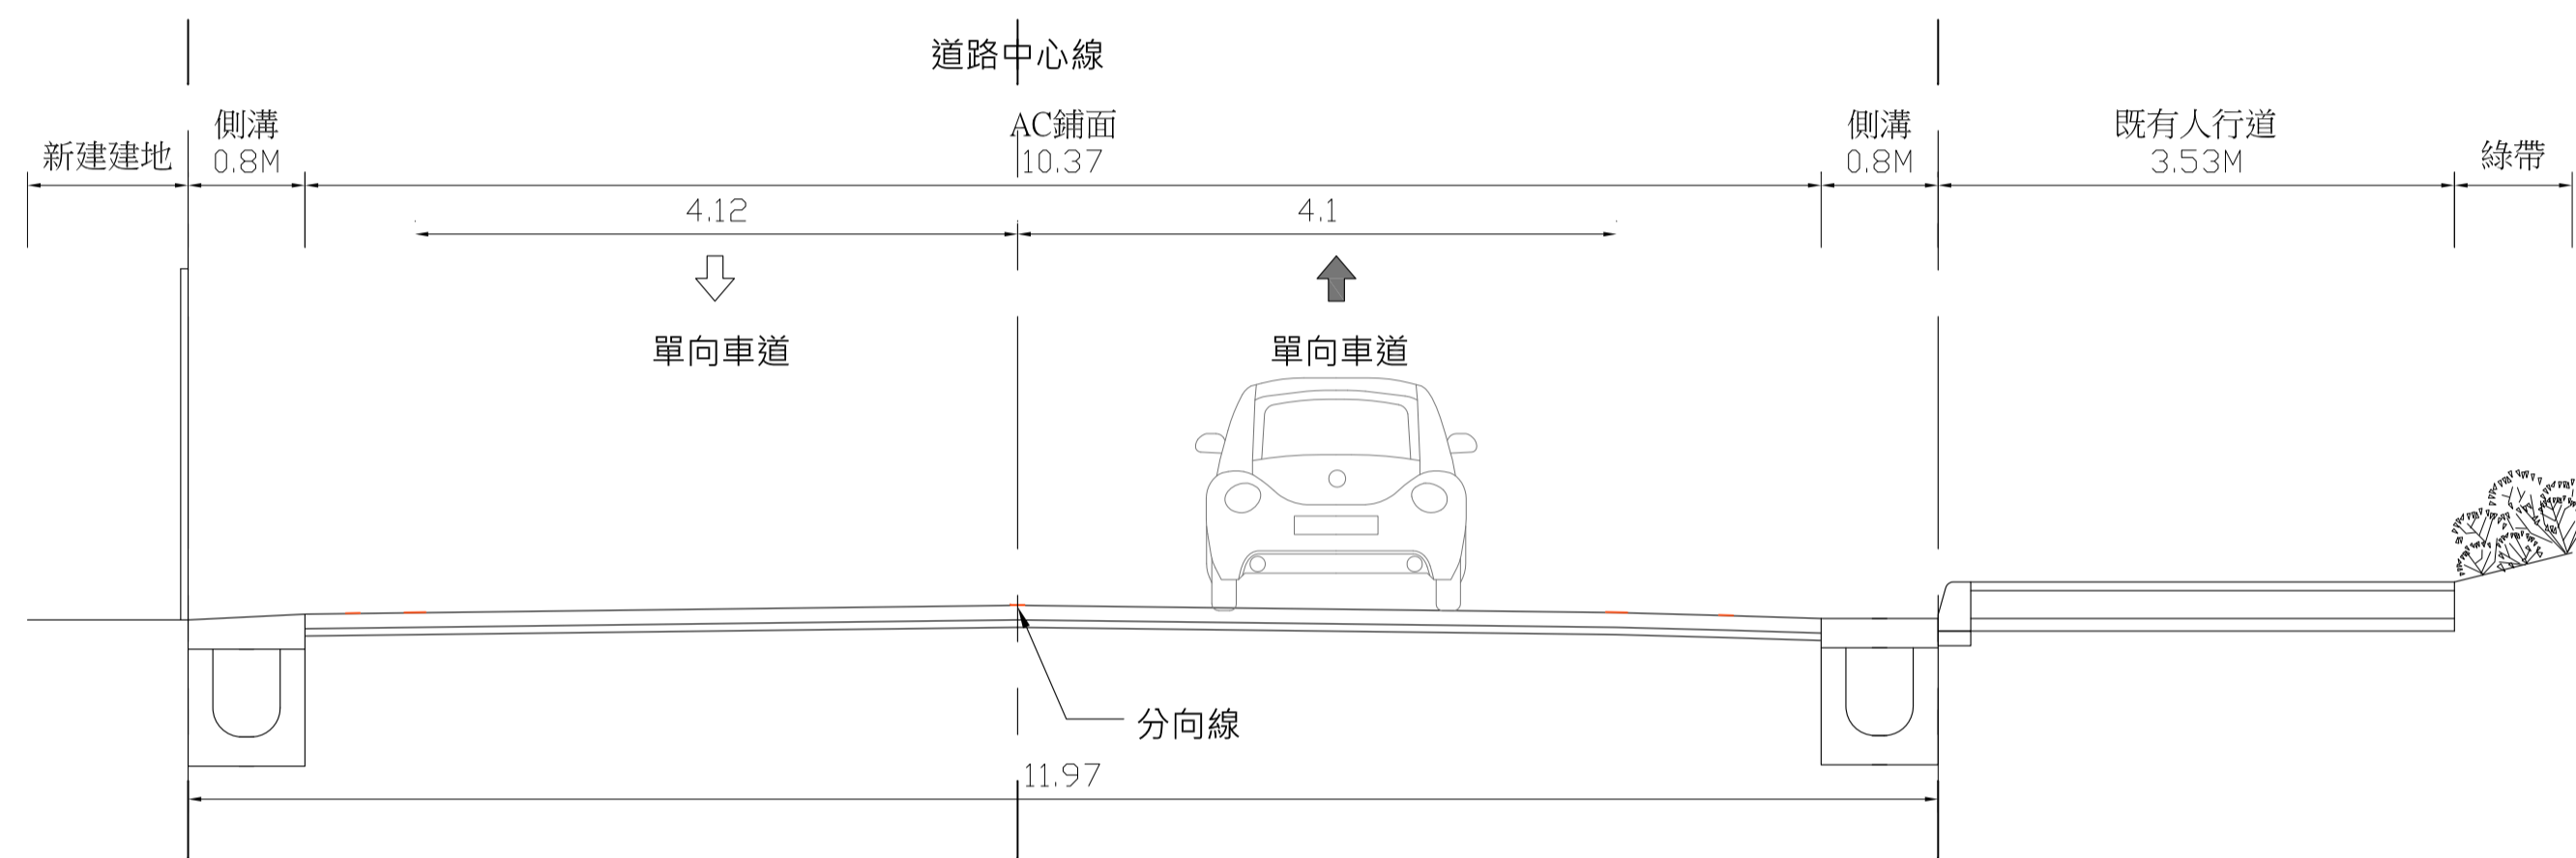 道路中心線
新建建地
側溝
0.8M
AC鋪面
10.37
側溝
0.8M
既有人行道
3.53M
綠帶
4.12
4.1
單向車道
單向車道
分向線
11.97